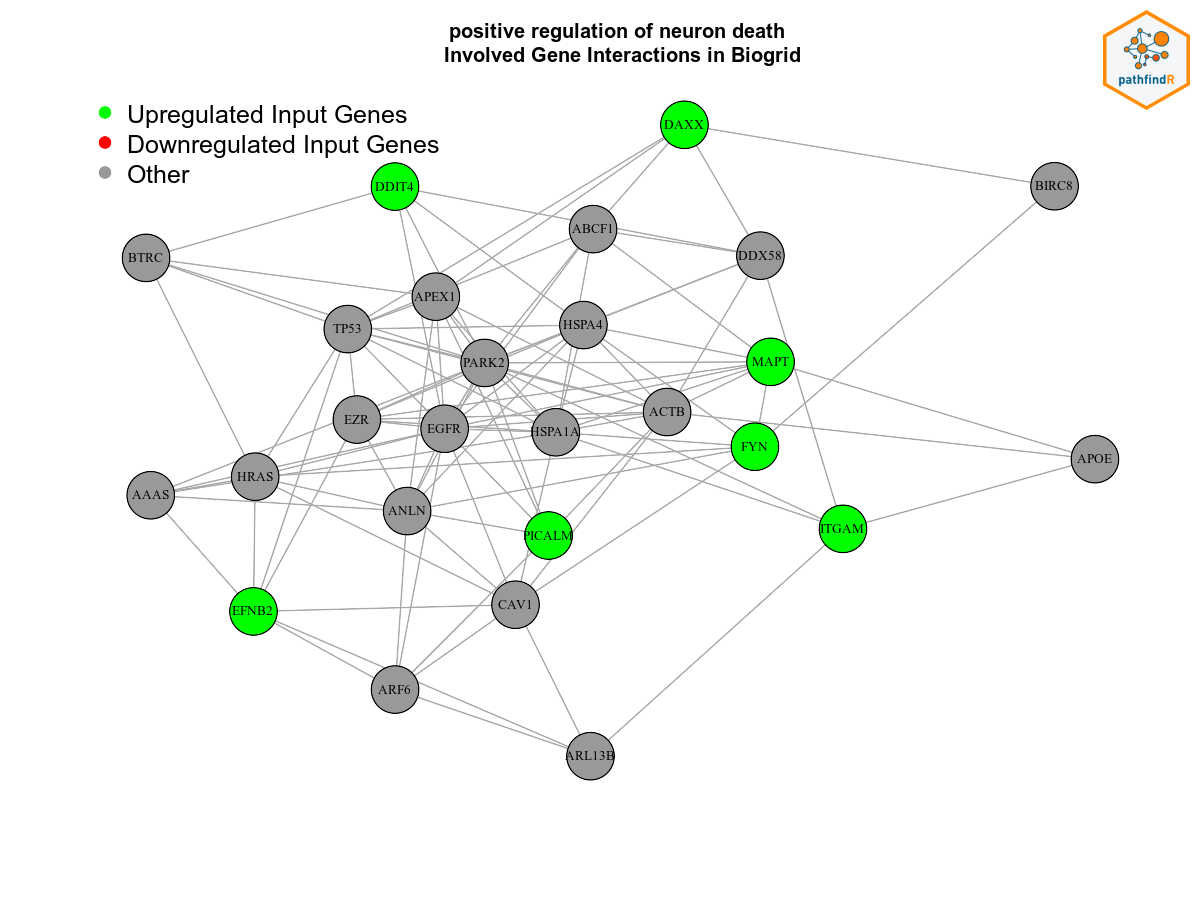 positive regulation of neuron death
Involved Gene Interactions in Biogrid
pathfindR
Upregulated Input Genes
Downregulated Input Genes
Other
DAXX
DDIT4
BIRC8
ABCF1
BTRC
DDX58
APEX1
TP53
HSPA4
PARK2
MAPT
ACTB
EZR
EGFR
HSPA1A
FYN
APOE
HRAS
AAAS
ANLN
PICALM
ITGAM
CAV1
EFNB2
ARF6
ARL13B